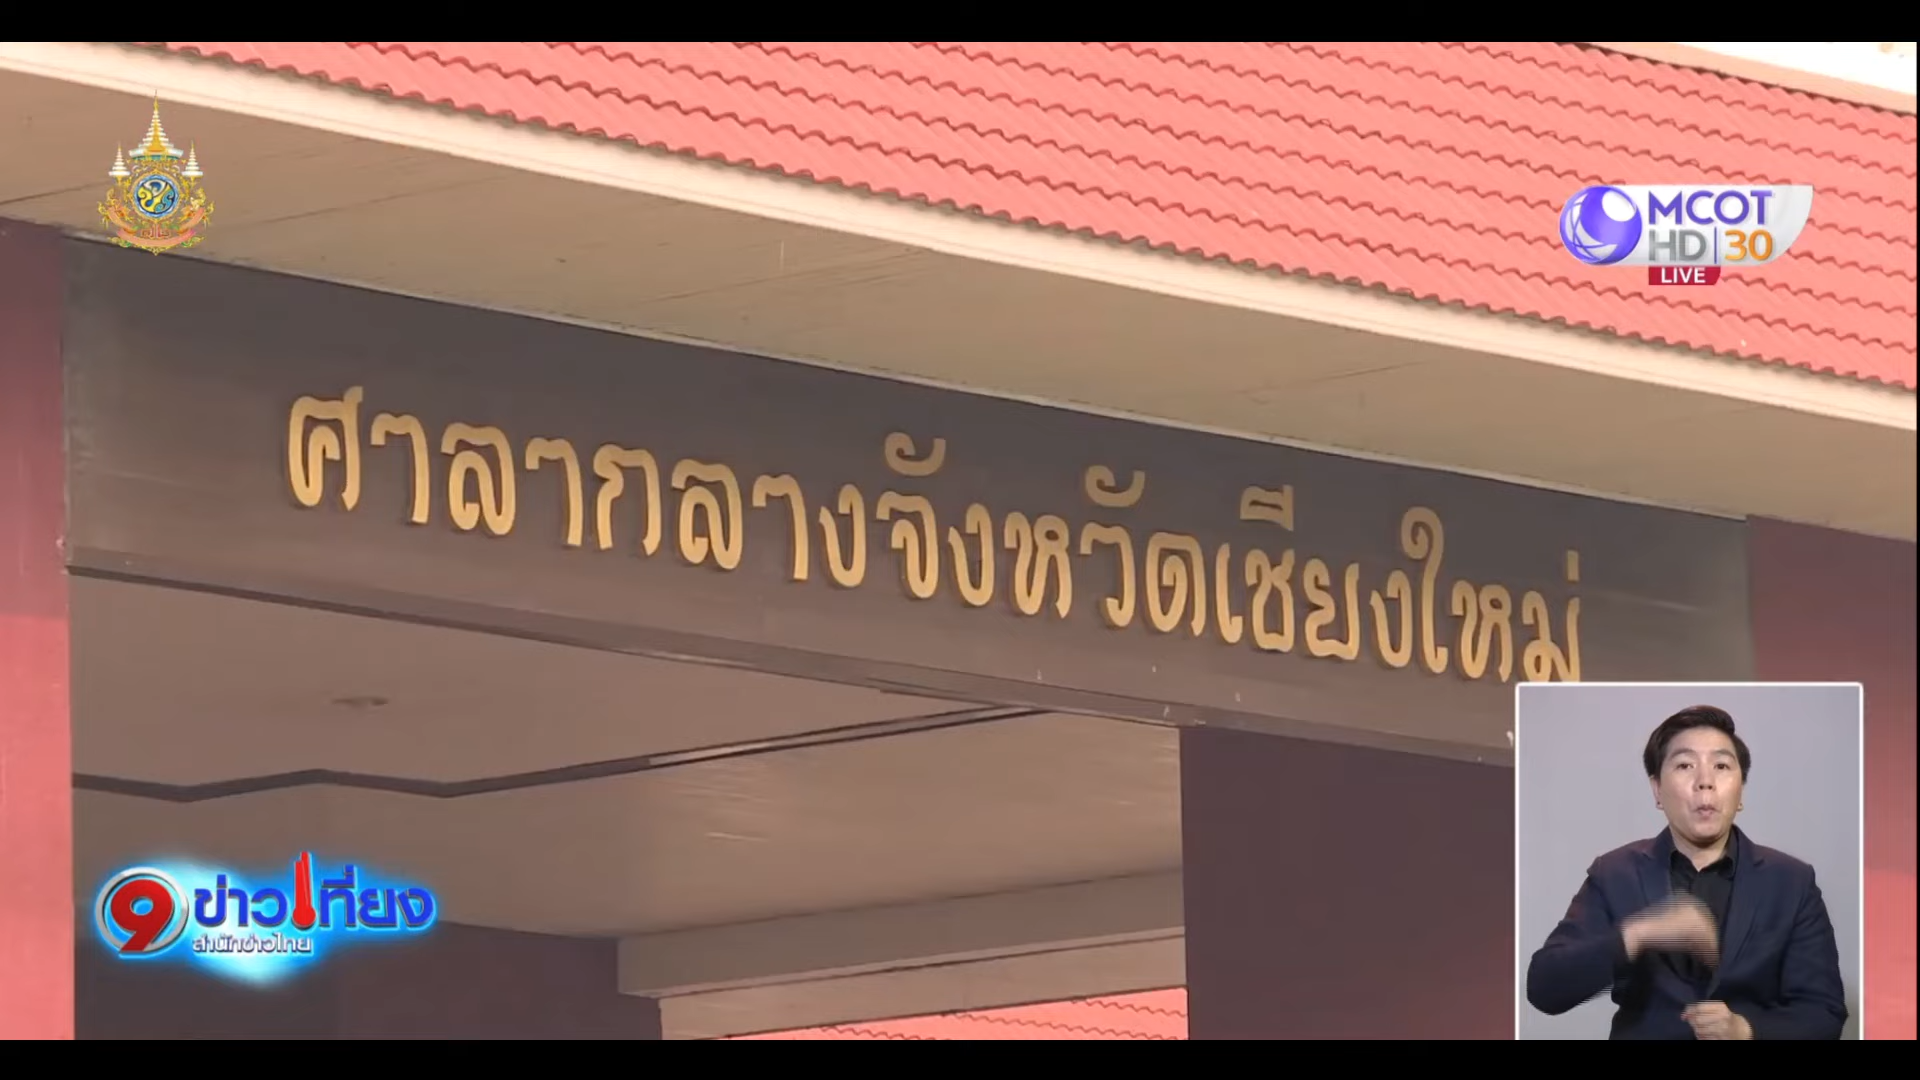 MCOT
HD 30
LIVE
ศาลากลางจังหวัดเชียงใหม่
9 ข่าวเที่ยง
สำนักข่าวไทย